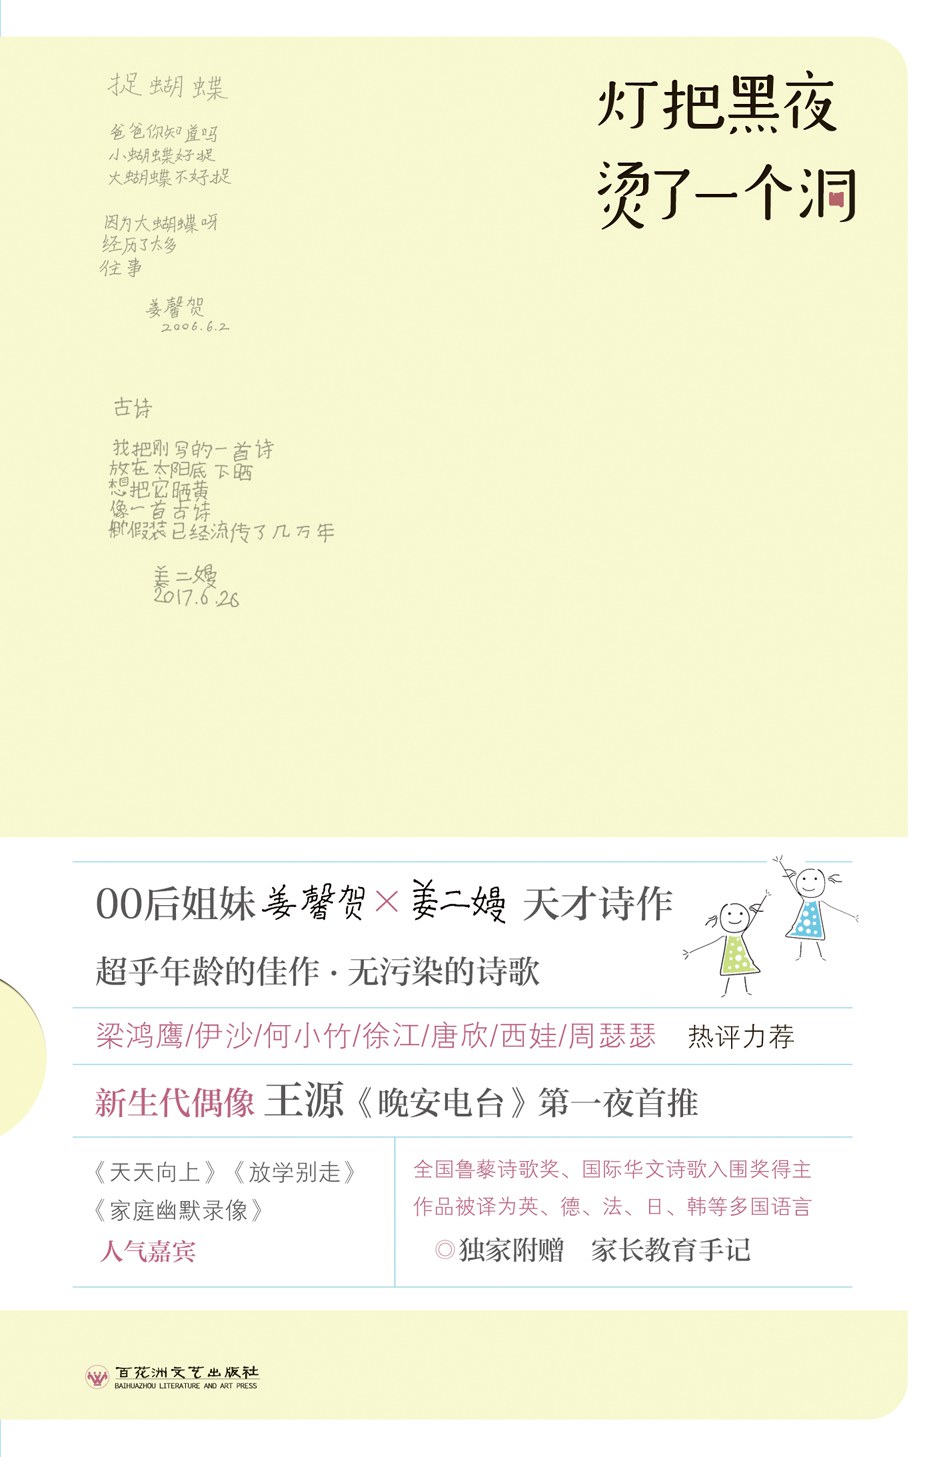 灯把黑夜
烫了一个洞
捉蝴蝶
爸爸你知道吗
小蝴蝶好捉
大蝴蝶不好捉
因为大蝴蝶呀
经历了太多
往事
姜馨贺
2006.6.2
古诗
我把刚写的一首诗
放在太阳底下晒
想把它晒黄
像一首古诗
假装已经流传了几万年
姜二嫚
2017.6.26
00后姐妹姜馨贺×姜二嫚 天才诗作
超乎年龄的佳作·无污染的诗歌
梁鸿鹰/伊沙/何小竹/徐江/唐欣/西娃/周瑟瑟 热评力荐
新生代偶像 王源《晚安电台》第一夜首推
《天天向上》《放学别走》
《家庭幽默录像》
人气嘉宾
全国鲁藜诗歌奖、国际华文诗歌入围奖得主
作品被译为英、德、法、日、韩等多国语言
◎独家附赠 家长教育手记
百花洲文艺出版社
BAIHUAZHOU LITERATURE AND ART PRESS